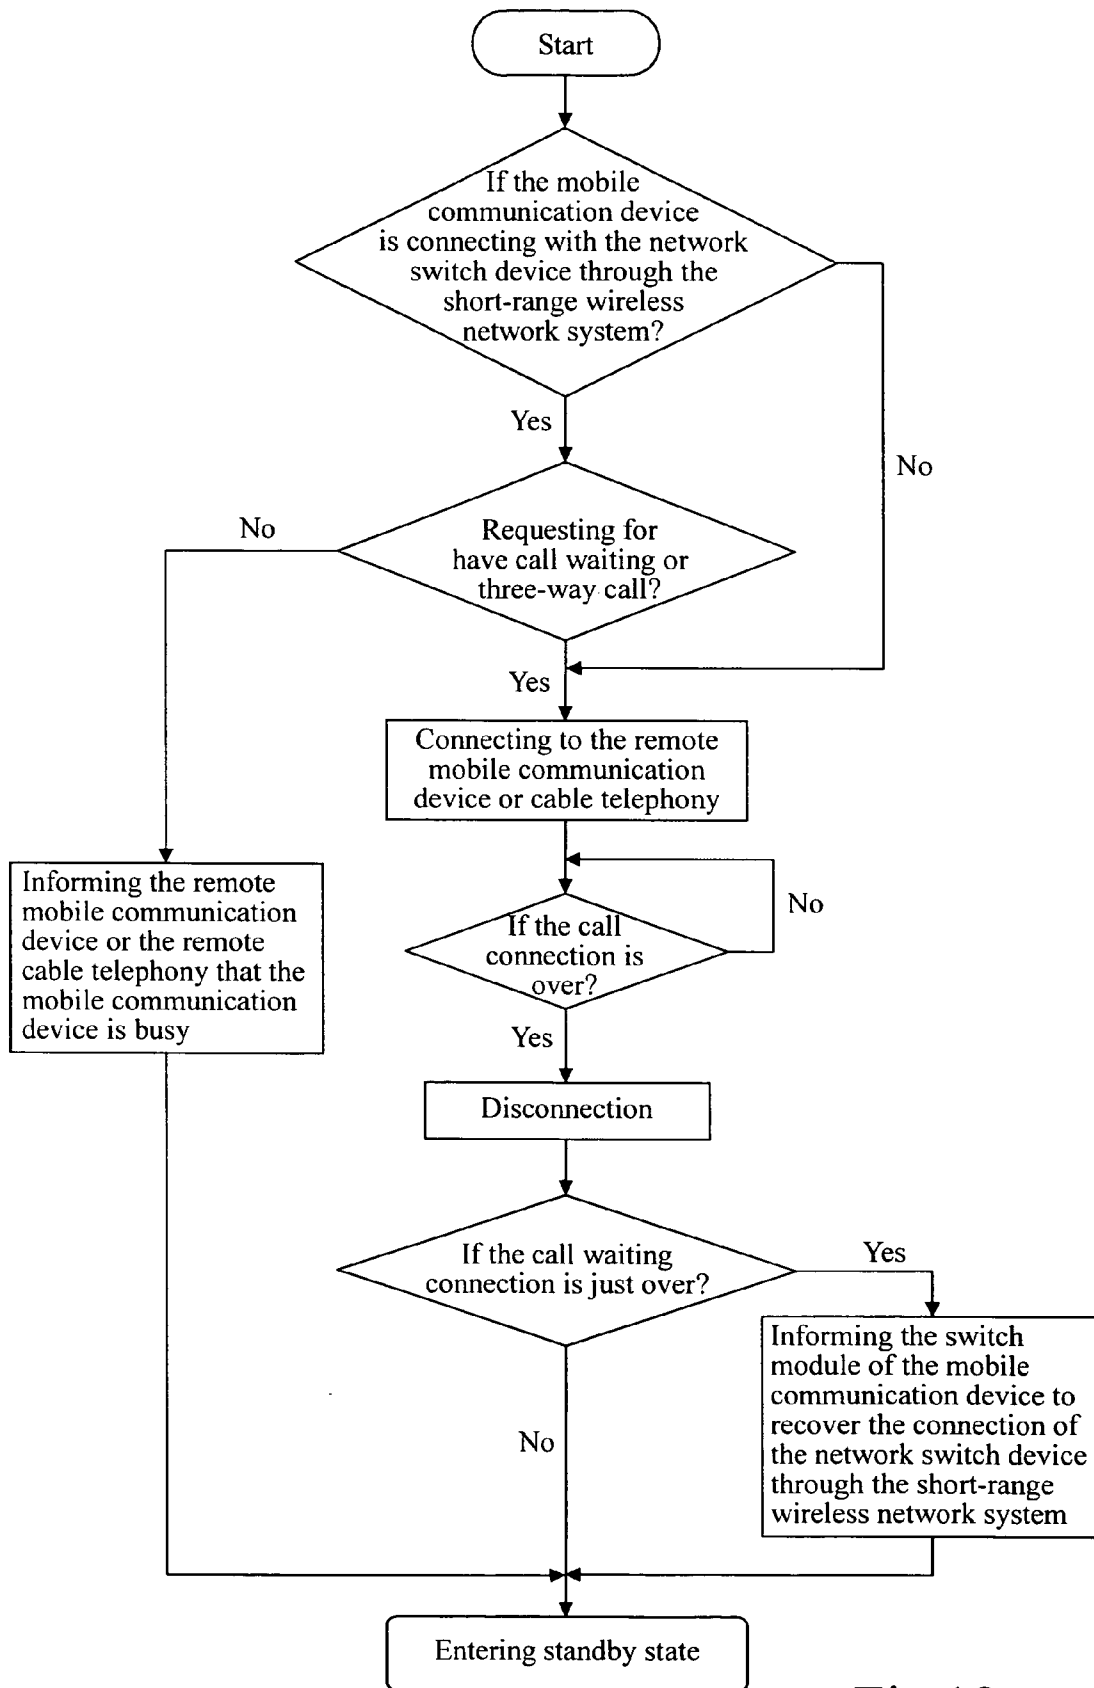 Start
If the mobile
communication device
is connecting with the network
switch device through the
short-range wireless
network system?
Yes
No
No
Requesting for
have call waiting or
three-way call?
Yes
Connecting to the remote
mobile communication
device or cable telephony
Informing the remote
mobile communication
device or the remote
cable telephony that the
mobile communication
device is busy
No
If the call
connection is
over?
Yes
Disconnection
If the call waiting
connection is just over?
Yes
Informing the switch
module of the mobile
communication device to
recover the connection of
the network switch device
through the short-range
wireless network system
No
Entering standby state